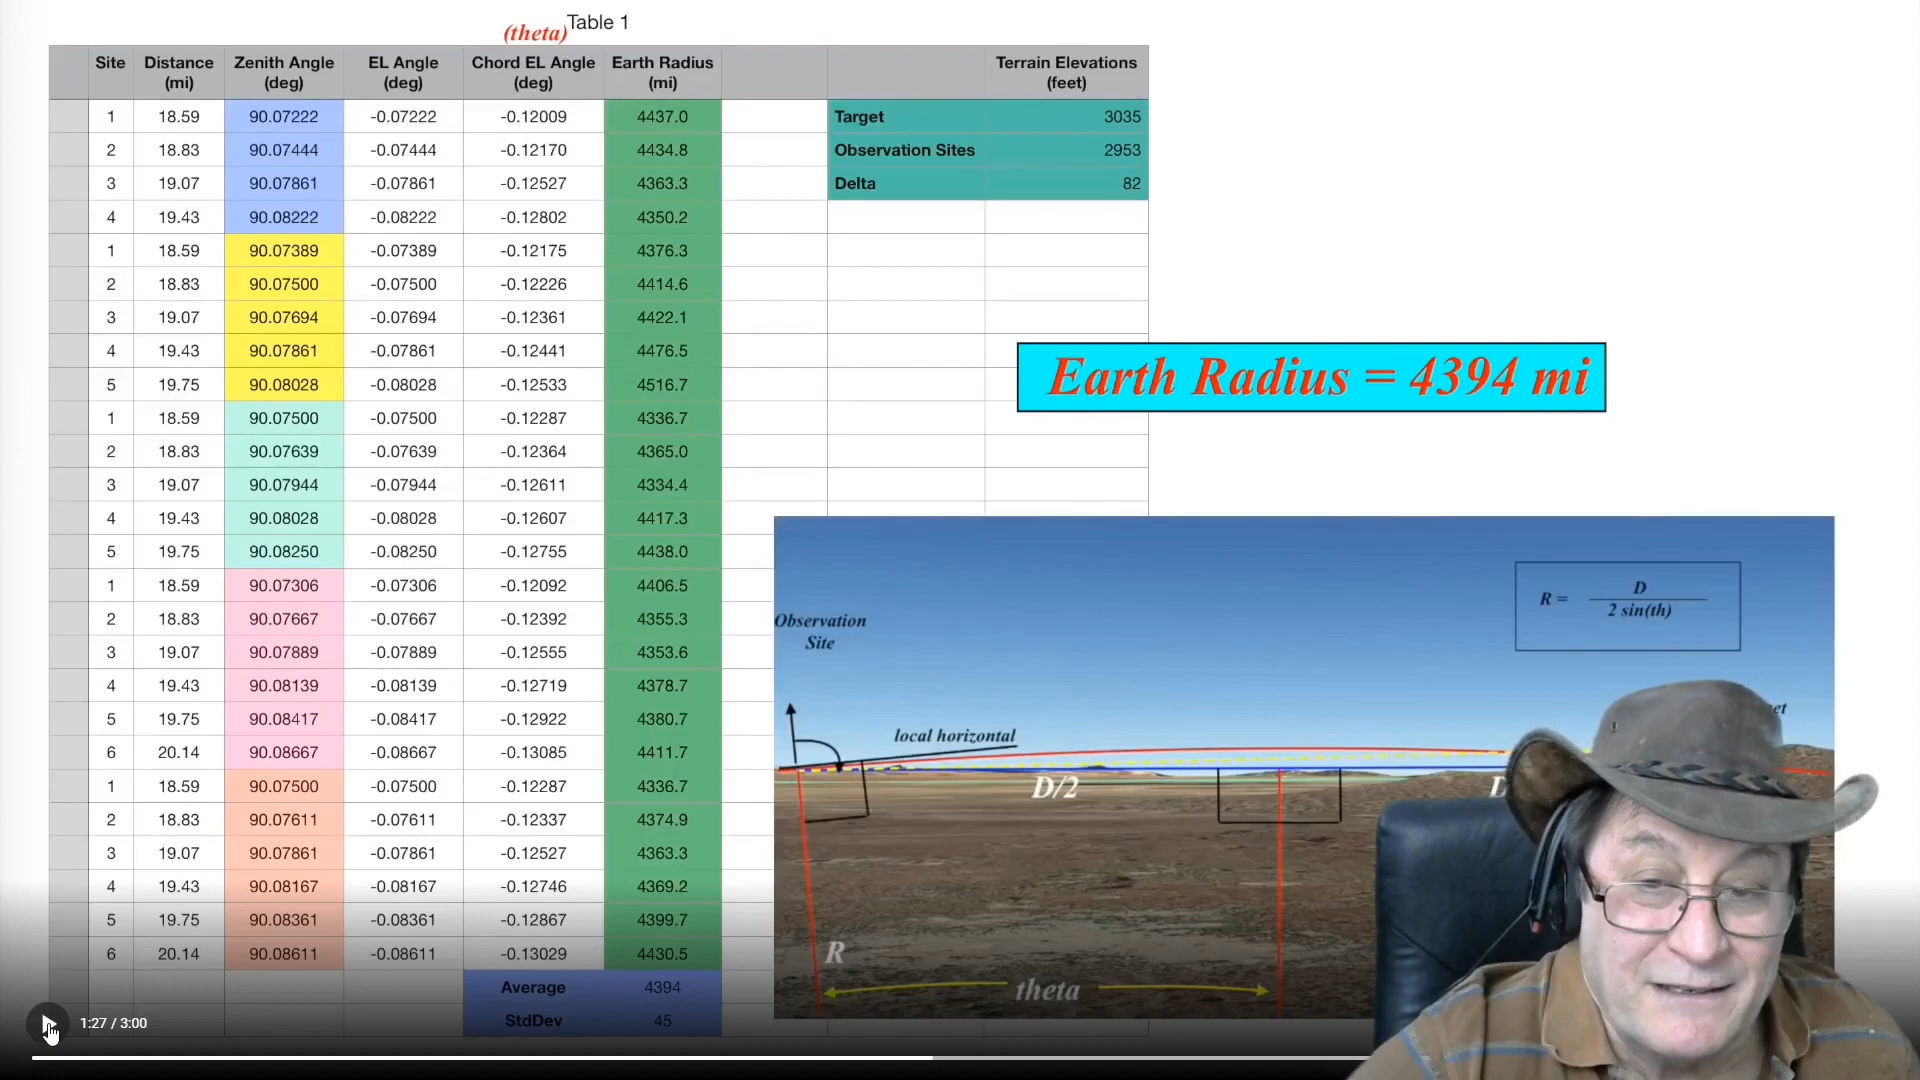 (theta) Table 1
Site Distance (mi) Zenith Angle (deg) EL Angle (deg) Chord EL Angle (deg) Earth Radius (mi) Terrain Elevations (feet)
1 18.59 90.07222 -0.07222 -0.12009 4437.0 Target 3035
2 18.83 90.07444 -0.07444 -0.12170 4434.8 Observation Sites 2953
3 19.07 90.07861 -0.07861 -0.12527 4363.3 Delta 82
4 19.43 90.08222 -0.08222 -0.12802 4350.2
1 18.59 90.07389 -0.07389 -0.12175 4376.3
2 18.83 90.07500 -0.07500 -0.12226 4414.6
3 19.07 90.07694 -0.07694 -0.12361 4422.1
4 19.43 90.07861 -0.07861 -0.12441 4476.5
5 19.75 90.08028 -0.08028 -0.12533 4516.7
Earth Radius = 4394 mi
1 18.59 90.07500 -0.07500 -0.12287 4336.7
2 18.83 90.07639 -0.07639 -0.12364 4365.0
3 19.07 90.07944 -0.07944 -0.12611 4334.4
4 19.43 90.08028 -0.08028 -0.12607 4417.3
5 19.75 90.08250 -0.08250 -0.12755 4438.0
1 18.59 90.07306 -0.07306 -0.12092 4406.5
2 18.83 90.07667 -0.07667 -0.12392 4355.3
3 19.07 90.07889 -0.07889 -0.12555 4353.6
4 19.43 90.08139 -0.08139 -0.12719 4378.7
5 19.75 90.08417 -0.08417 -0.12922 4380.7
6 20.14 90.08667 -0.08667 -0.13085 4411.7
1 18.59 90.07500 -0.07500 -0.12287 4336.7
2 18.83 90.07611 -0.07611 -0.12337 4374.9
3 19.07 90.07861 -0.07861 -0.12527 4363.3
4 19.43 90.08167 -0.08167 -0.12746 4369.2
5 19.75 90.08361 -0.08361 -0.12867 4399.7
6 20.14 90.08611 -0.08611 -0.13029 4430.5
Average 4394
StdDev 45
R = D
2 sin(th)
Observation
Site
local horizontal
D/2
R
theta
1:27 / 3:00